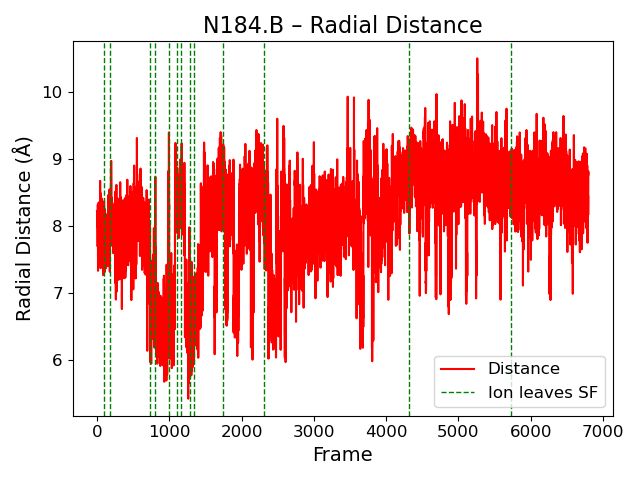 N184.B – Radial Distance
Radial Distance (Å)
10
9
8
7
6
0
1000
2000
3000
4000
5000
6000
7000
Frame
Distance
Ion leaves SF